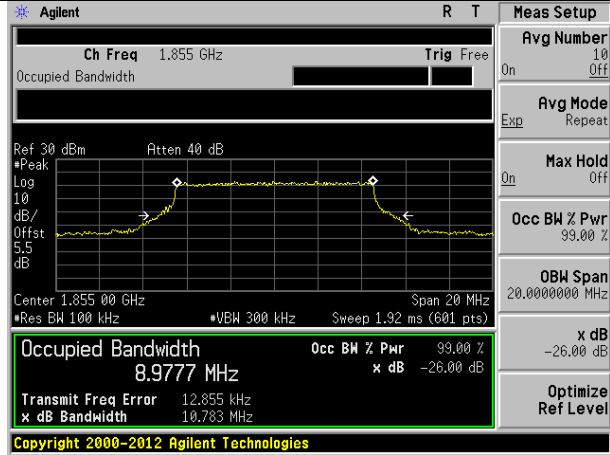 Agilent R T
Ch Freq 1.855 GHz Trig Free
Occupied Bandwidth
Ref 30 dBm Atten 40 dB
#Peak
Log
10
dB/
Offst
5.5
dB
Center 1.855 00 GHz Span 20 MHz
#Res BW 100 kHz #VBW 300 kHz Sweep 1.92 ms (601 pts)
Occupied Bandwidth Occ BW % Pwr 99.00 %
8.9777 MHz x dB -26.00 dB
Transmit Freq Error 12.855 kHz
x dB Bandwidth 10.783 MHz
Copyright 2000-2012 Agilent Technologies
Meas Setup
Avg Number
10
On Off
Avg Mode
Exp Repeat
Max Hold
On Off
Occ BW % Pwr
99.00 %
OBW Span
20.0000000 MHz
x dB
-26.00 dB
Optimize
Ref Level